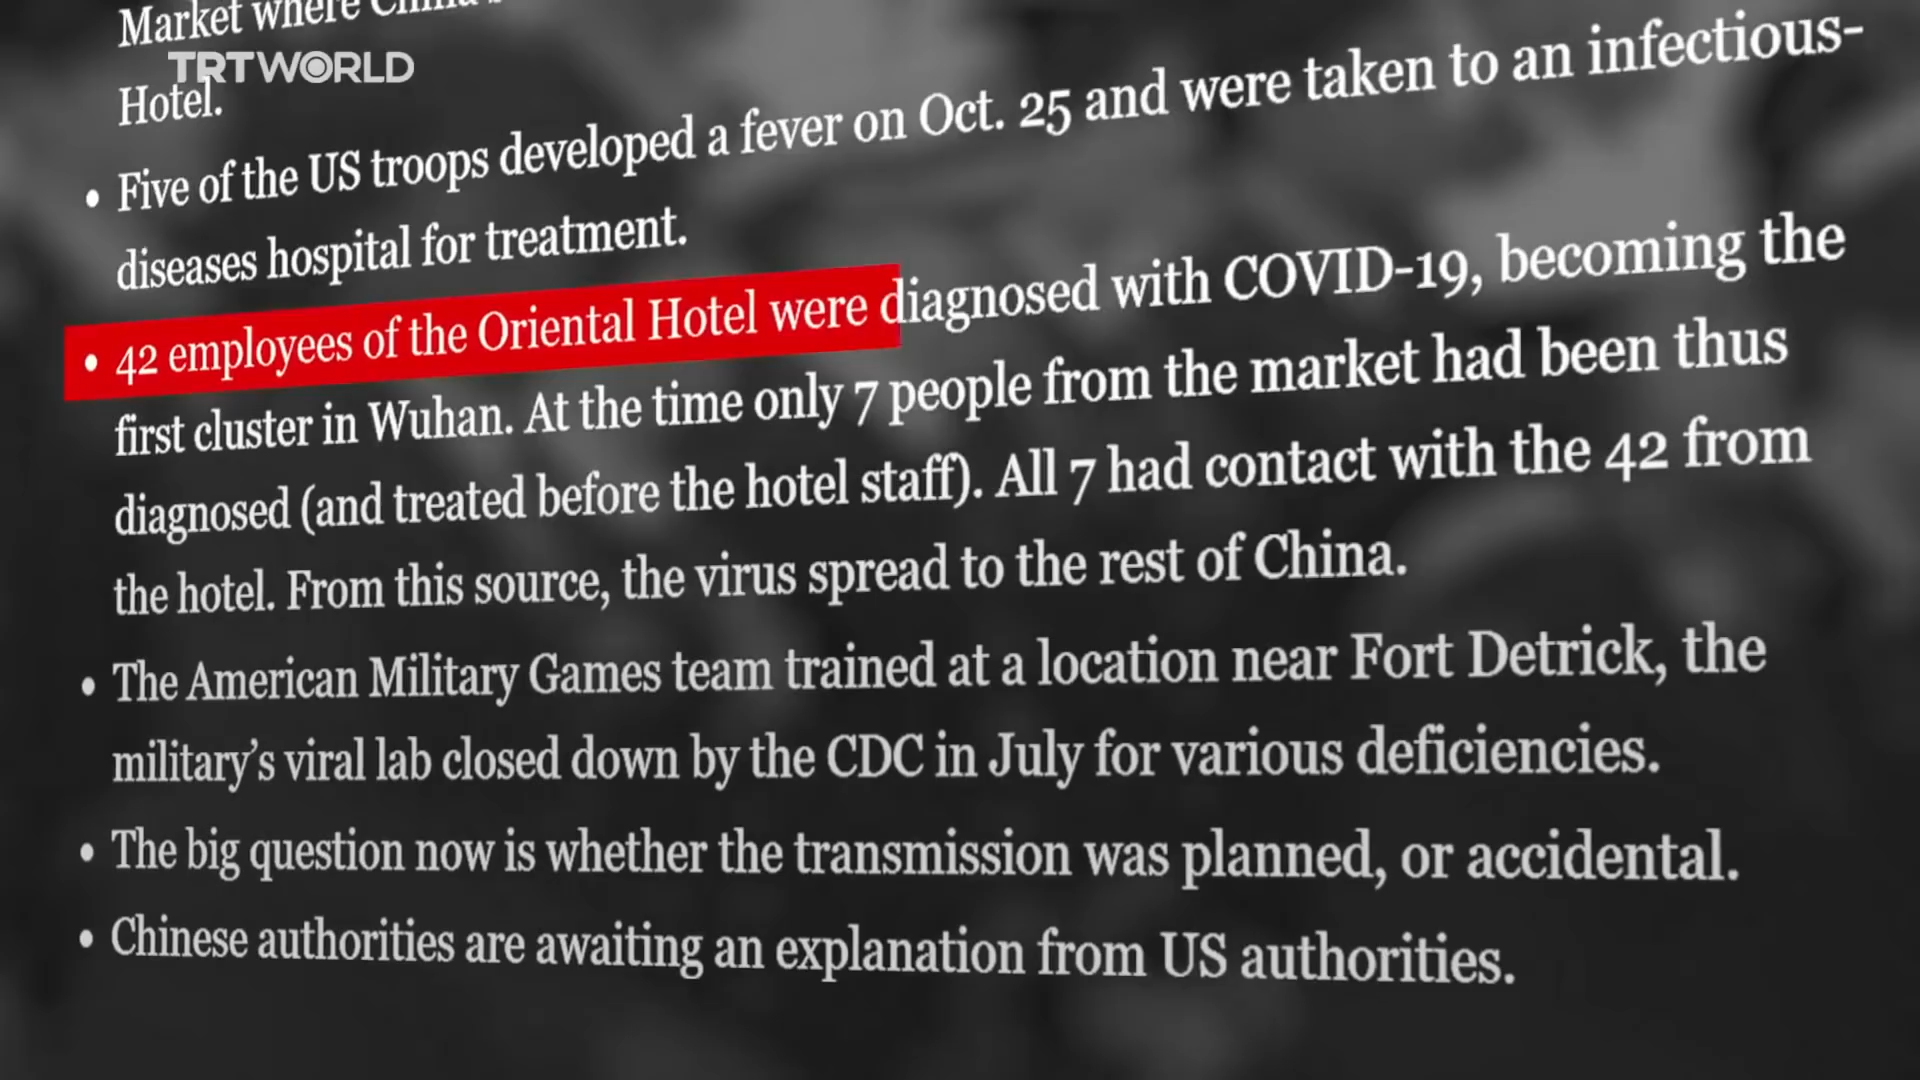 Market where China's
TRT WORLD
Hotel.
• Five of the US troops developed a fever on Oct. 25 and were taken to an infectious-
diseases hospital for treatment.
• 42 employees of the Oriental Hotel were diagnosed with COVID-19, becoming the
first cluster in Wuhan. At the time only 7 people from the market had been thus
diagnosed (and treated before the hotel staff). All 7 had contact with the 42 from
the hotel. From this source, the virus spread to the rest of China.
• The American Military Games team trained at a location near Fort Detrick, the
military's viral lab closed down by the CDC in July for various deficiencies.
• The big question now is whether the transmission was planned, or accidental.
• Chinese authorities are awaiting an explanation from US authorities.